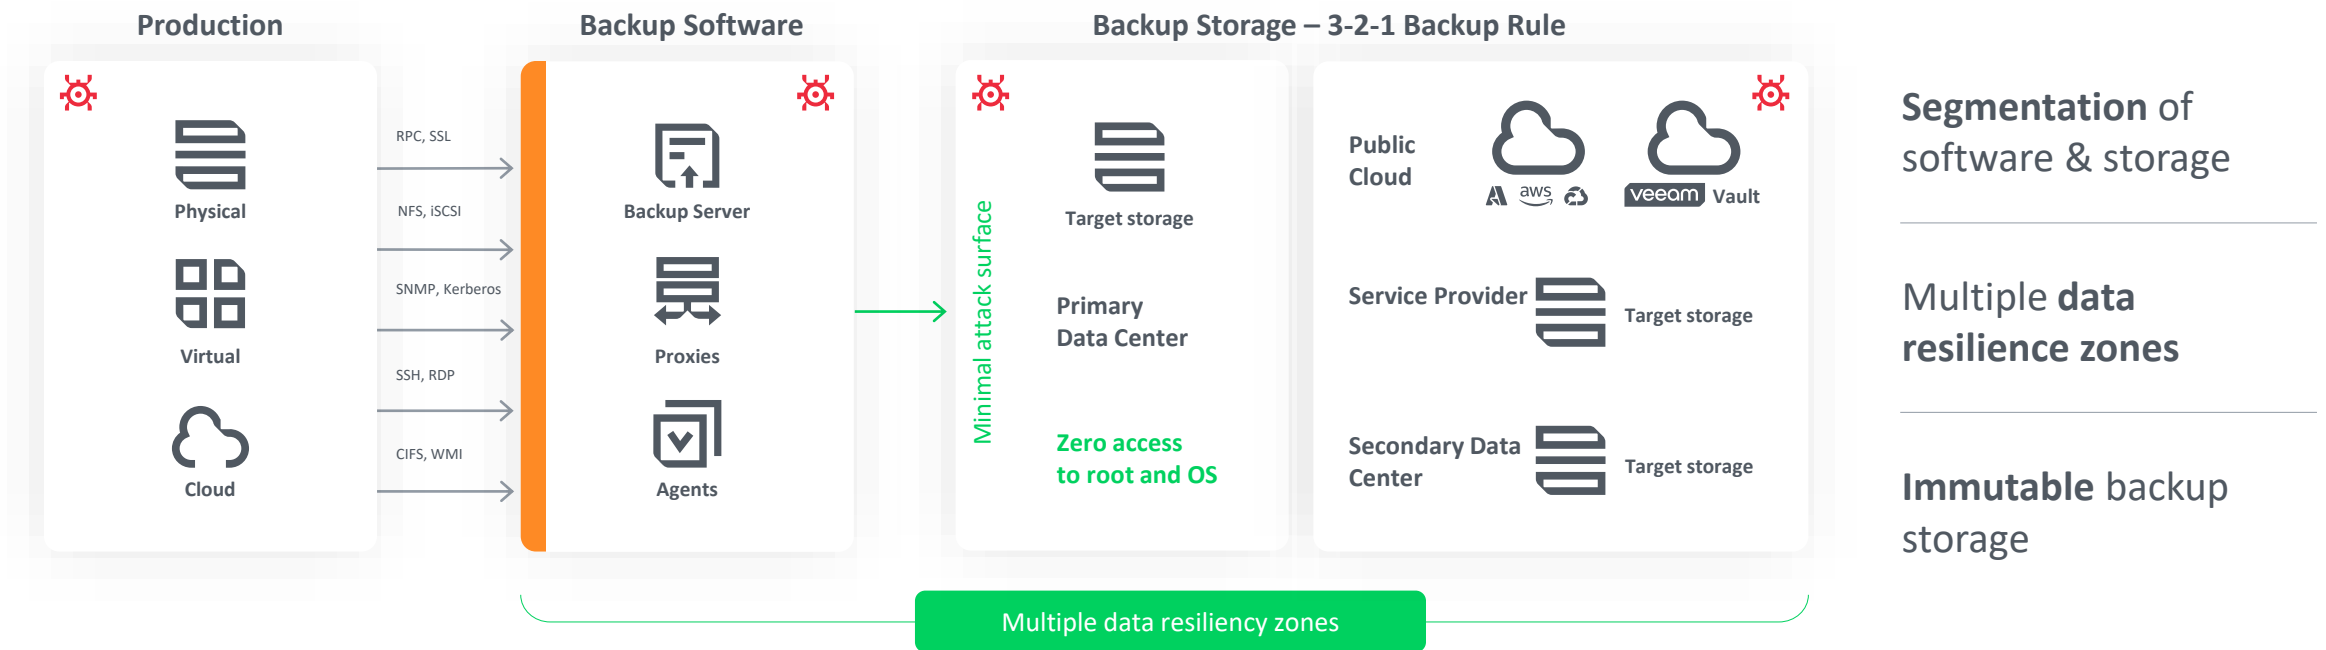 Production
Backup Software
Backup Storage – 3-2-1 Backup Rule
Physical
Virtual
Cloud
RPC, SSL
NFS, iSCSI
SNMP, Kerberos
SSH, RDP
CIFS, WMI
Backup Server
Proxies
Agents
Minimal attack surface
Target storage
Primary
Data Center
Zero access
to root and OS
Public
Cloud
aws
veeam Vault
Service Provider
Target storage
Secondary Data
Center
Target storage
Multiple data resiliency zones
Segmentation of
software & storage
Multiple data
resilience zones
Immutable backup
storage